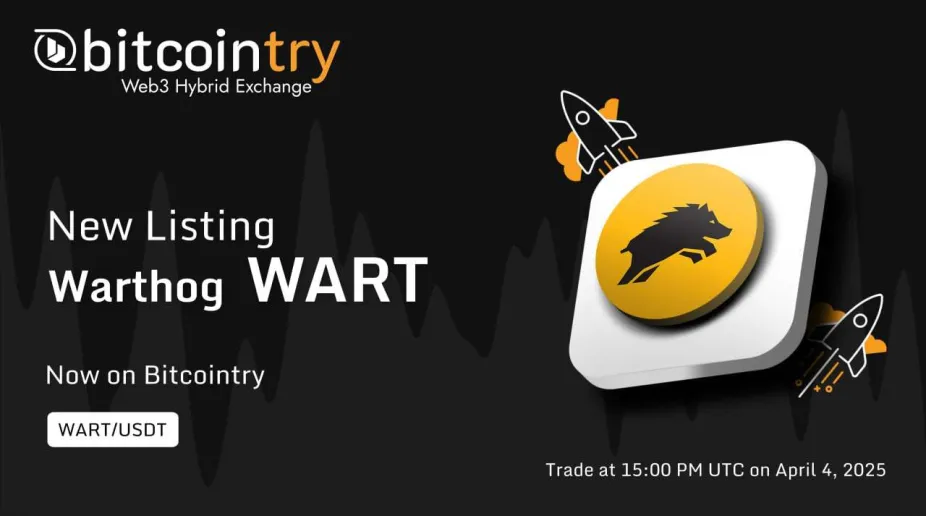 bitcointry
Web3 Hybrid Exchange
New Listing
Warthog WART
Now on Bitcointry
WART/USDT
Trade at 15:00 PM UTC on April 4, 2025